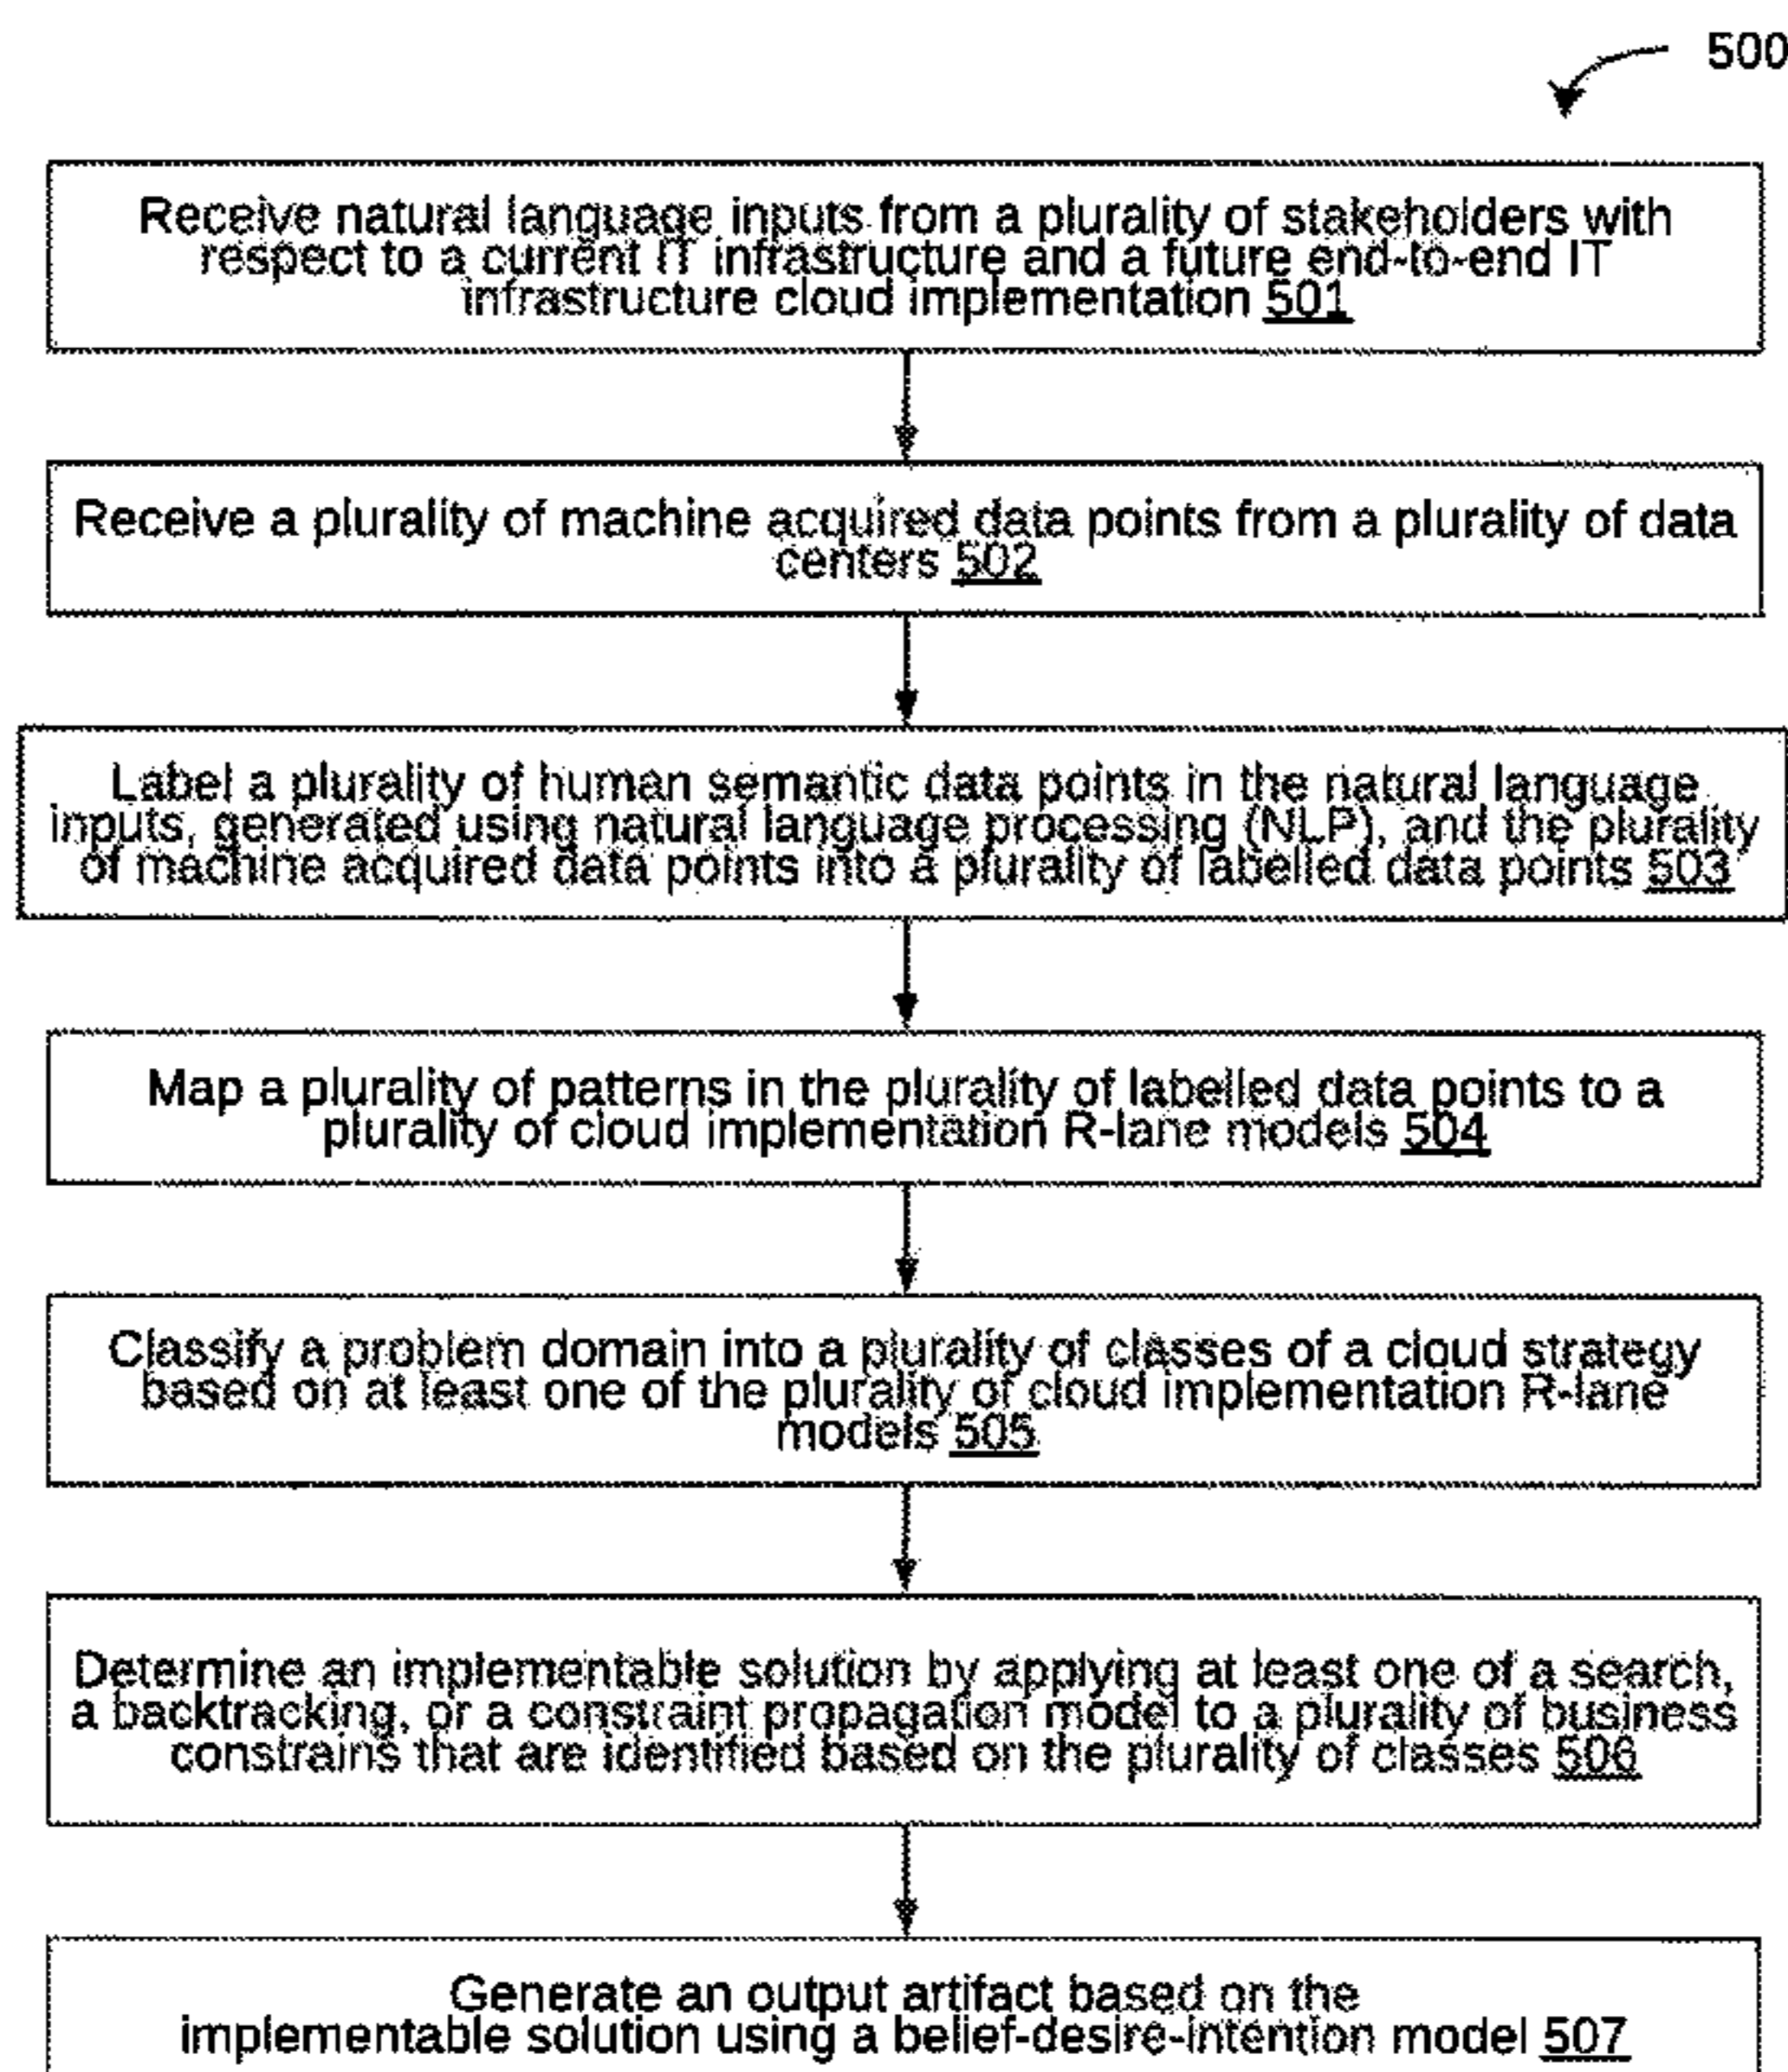 500
Receive natural language inputs from a plurality of stakeholders with
respect to a current IT infrastructure and a future end-to-end IT
infrastructure cloud implementation 501
Receive a plurality of machine acquired data points from a plurality of data
centers 502
Label a plurality of human semantic data points in the natural language
inputs, generated using natural language processing (NLP), and the plurality
of machine acquired data points into a plurality of labelled data points 503
Map a plurality of patterns in the plurality of labelled data points to a
plurality of cloud implementation R-lane models 504
Classify a problem domain into a plurality of classes of a cloud strategy
based on at least one of the plurality of cloud implementation R-lane
models 505
Determine an implementable solution by applying at least one of a search,
a backtracking, or a constraint propagation model to a plurality of business
constrains that are identified based on the plurality of classes 506
Generate an output artifact based on the
implementable solution using a belief-desire-intention model 507